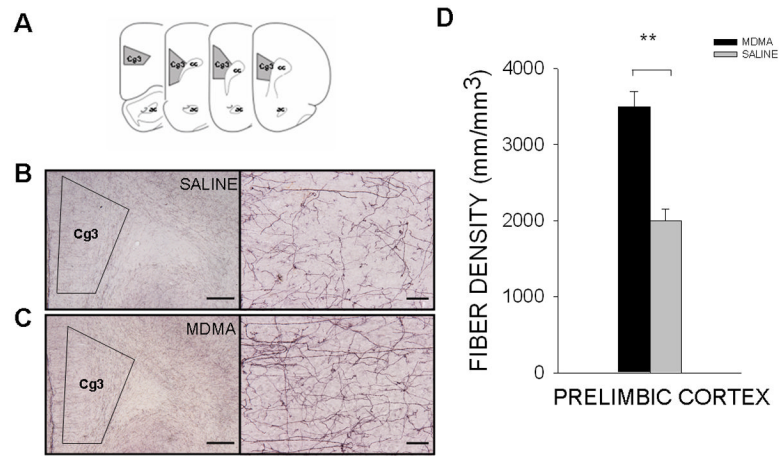 A
Cg3
Cg3 cc
Cg3 cc
Cg3 cc
ac ac ac ac
B
SALINE
Cg3
C
MDMA
Cg3
D
**
MDMA
SALINE
FIBER DENSITY (mm/mm³)
4000
3000
2000
1000
0
PRELIMBIC CORTEX